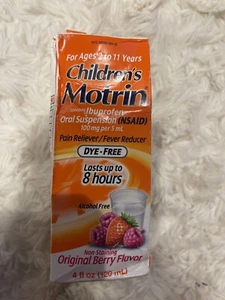 For Ages 2 to 11 Years
Children's
Motrin®
Ibuprofen
Oral Suspension (NSAID)
100 mg per 5 mL
Pain Reliever/Fever Reducer
DYE-FREE
Lasts up to
8 hours
Alcohol Free
Non-Staining
Original Berry Flavor
4 fl oz (120 mL)